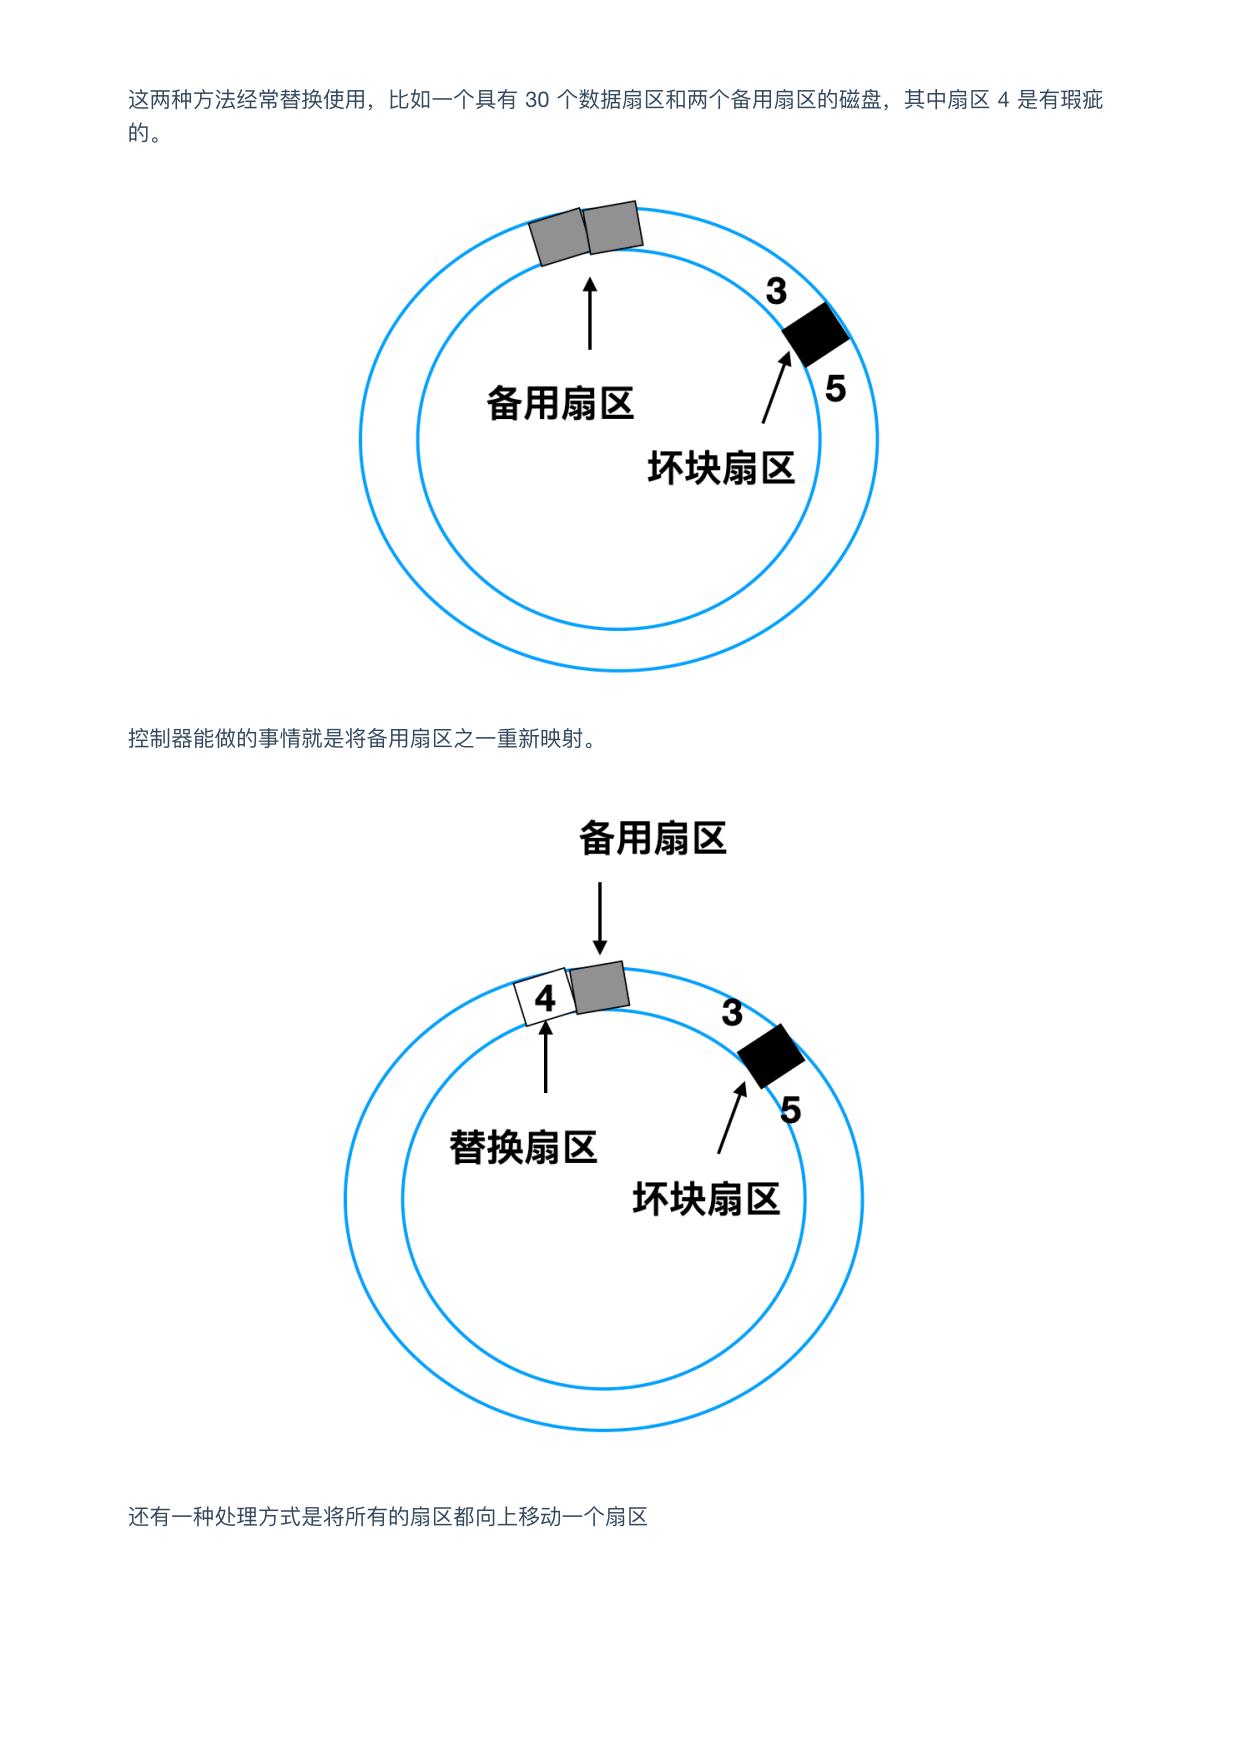 这两种方法经常替换使用，比如一个具有 30 个数据扇区和两个备用扇区的磁盘，其中扇区 4 是有瑕疵
的。
3
备用扇区
5
坏块扇区
控制器能做的事情就是将备用扇区之一重新映射。
备用扇区
4
3
5
替换扇区
坏块扇区
还有一种处理方式是将所有的扇区都向上移动一个扇区